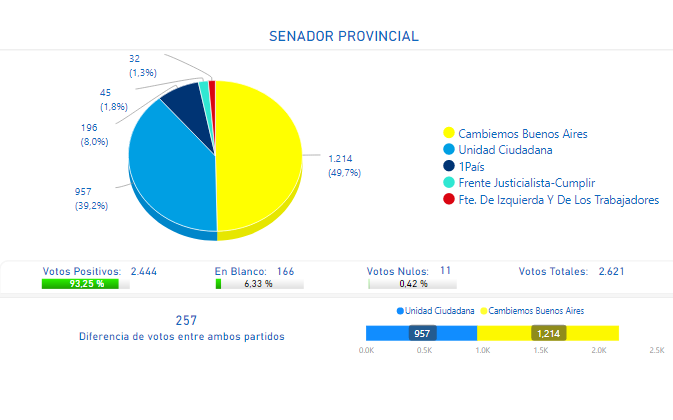 SENADOR PROVINCIAL
32
(1,3%)
45
(1,8%)
196
(8,0%)
957
(39,2%)
1.214
(49,7%)
Cambiemos Buenos Aires
Unidad Ciudadana
1País
Frente Justicialista-Cumplir
Fte. De Izquierda Y De Los Trabajadores
Votos Positivos: 2.444
93,25 %
En Blanco: 166
6,33 %
Votos Nulos: 11
0,42 %
Votos Totales: 2.621
257
Diferencia de votos entre ambos partidos
Unidad Ciudadana Cambiemos Buenos Aires
957 1,214
0.0K 0.5K 1.0K 1.5K 2.0K 2.5K